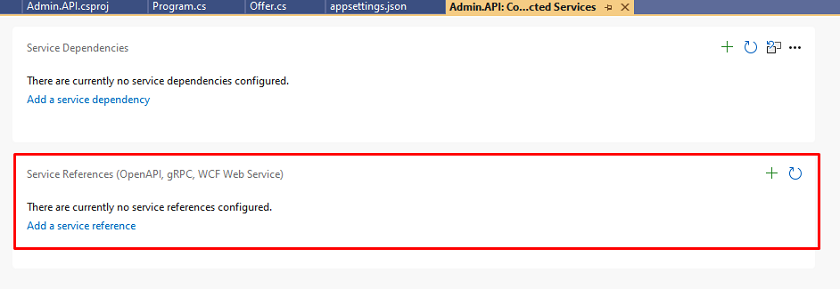 Admin.API.csproj Program.cs Offer.cs appsettings.json Admin.API: Co...cted Services
Service Dependencies
There are currently no service dependencies configured.
Add a service dependency
Service References (OpenAPI, gRPC, WCF Web Service)
There are currently no service references configured.
Add a service reference